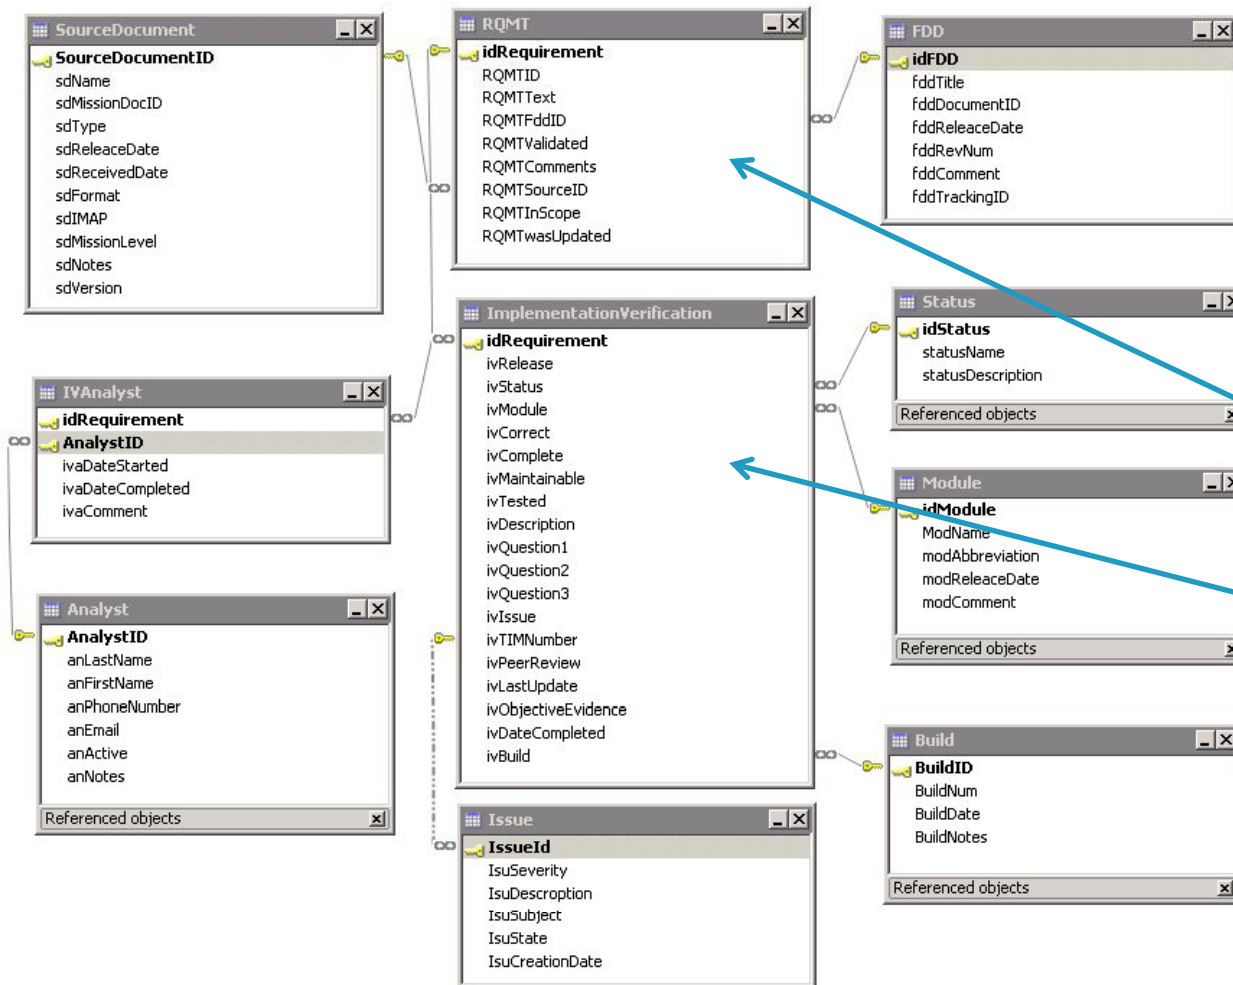 SourceDocument
SourceDocumentID
sdName
sdMissionDocID
sdType
sdReleaceDate
sdReceivedDate
sdFormat
sdIMAP
sdMissionLevel
sdNotes
sdVersion
RQMT
idRequirement
RQMTID
RQMTText
RQMTFddID
RQMTValidated
RQMTComments
RQMTSourceID
RQMTInScope
RQMTwasUpdated
FDD
idFDD
fddTitle
fddDocumentID
fddReleaceDate
fddRevNum
fddComment
fddTrackingID
IVAnalyst
idRequirement
AnalystID
ivaDateStarted
ivaDateCompleted
ivaComment
ImplementationVerification
idRequirement
ivRelease
ivStatus
ivModule
ivCorrect
ivComplete
ivMaintainable
ivTested
ivDescription
ivQuestion1
ivQuestion2
ivQuestion3
ivIssue
ivTIMNumber
ivPeerReview
ivLastUpdate
ivObjectiveEvidence
ivDateCompleted
ivBuild
Status
idStatus
statusName
statusDescription
Referenced objects
Module
idModule
ModName
modAbbreviation
modReleaceDate
modComment
Referenced objects
Analyst
AnalystID
anLastName
anFirstName
anPhoneNumber
anEmail
anActive
anNotes
Referenced objects
Issue
IssueId
IsuSeverity
IsuDescroption
IsuSubject
IsuState
IsuCreationDate
Build
BuildID
BuildNum
BuildDate
BuildNotes
Referenced objects